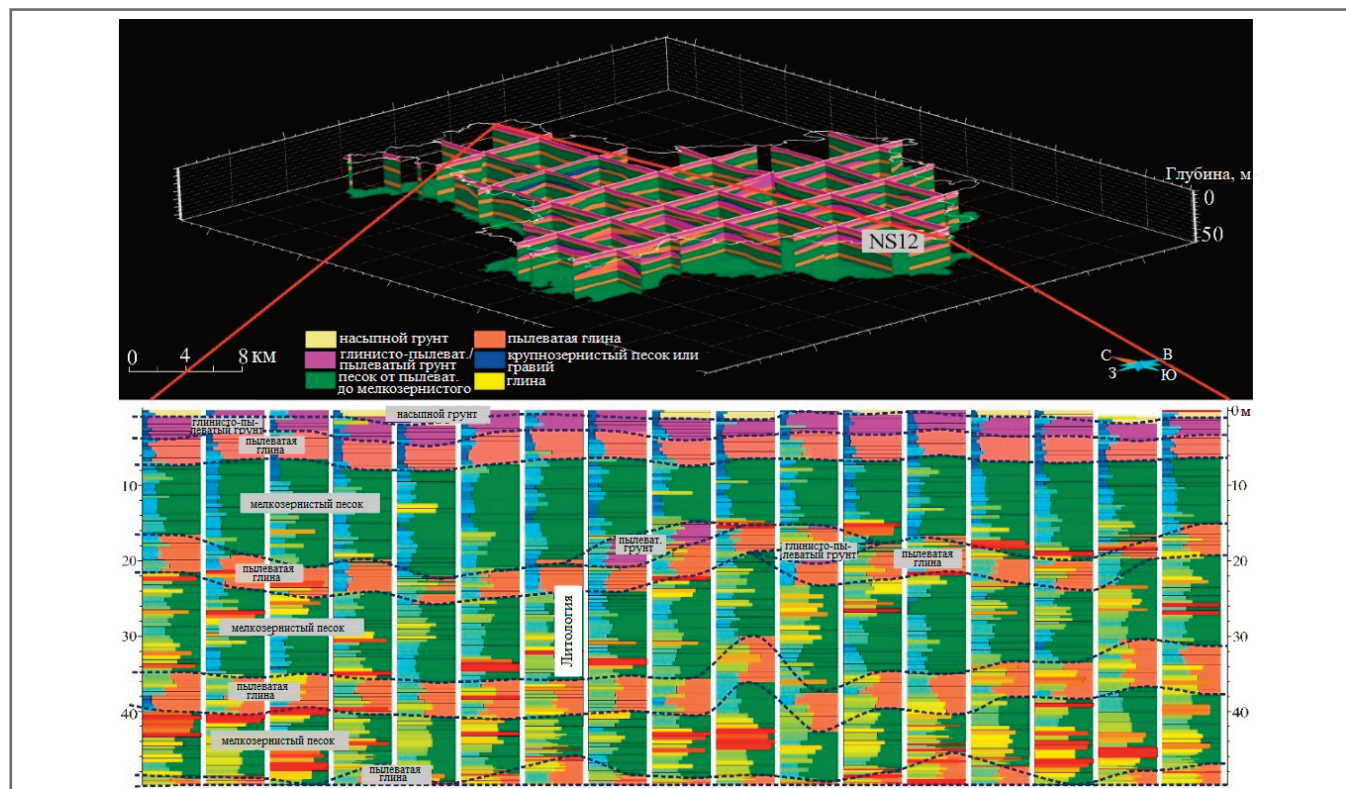 Глубина, м
0
50
NS12
насыпной грунт
глинисто-пылеват./
пылеватый грунт
песок от пылеват.
до мелкозернистого
пылеватая глина
крупнозернистый песок или
гравий
глина
0 4 8 КМ
С В
З Ю
насыпной грунт
0 м
глинисто-пы-
леватый грунт
пылеватая
глина
10
10
мелкозернистый песок
пылеват.
грунт
глинисто-пы-
леватый грунт
пылеватая
глина
20
20
пылеватая
глина
Литология
мелкозернистый песок
30
30
пылеватая
глина
40
40
мелкозернистый песок
пылеватая
глина